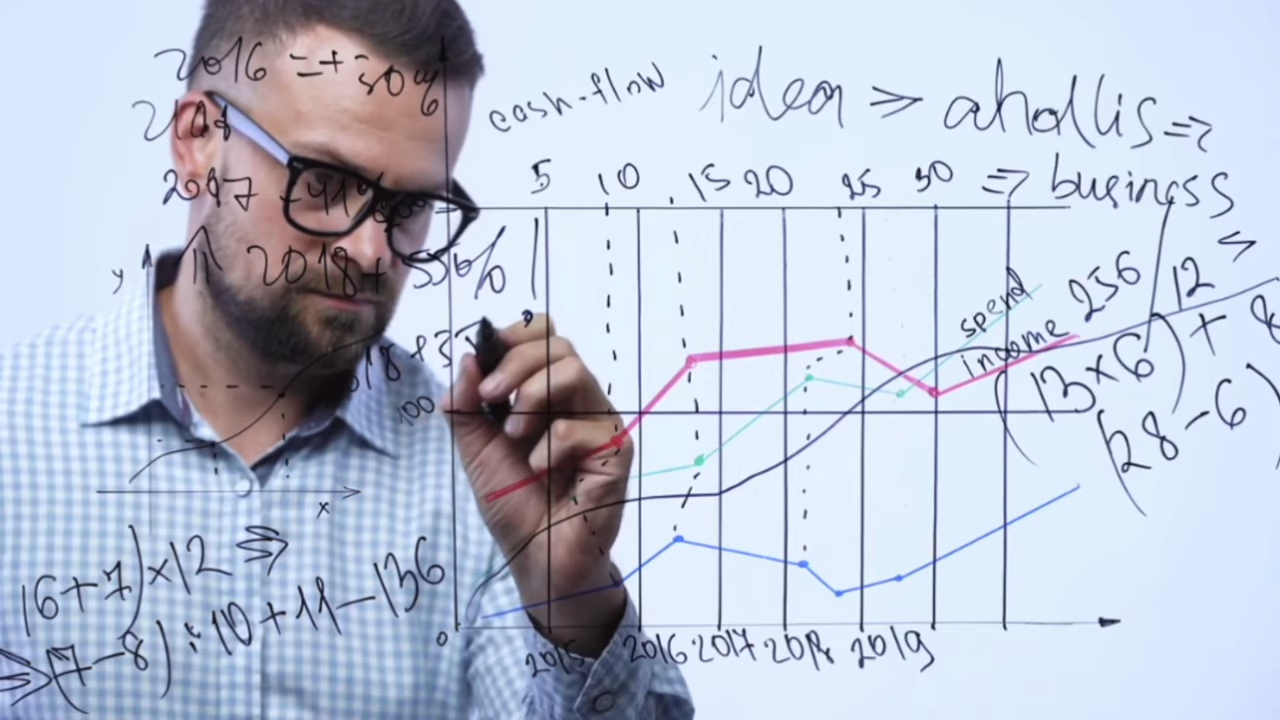 2016 =+ 30%
cash-flow
idea => ahallis =>
2017
5 10 15 20 25 30 => business
2018 + 55%
y
spend
income
256
12
(13×6) + 8
(28-6)
100
x
16+7)×12 =>
=>(7-8):10+11-136
0
2015 2016 2017 2018 2019